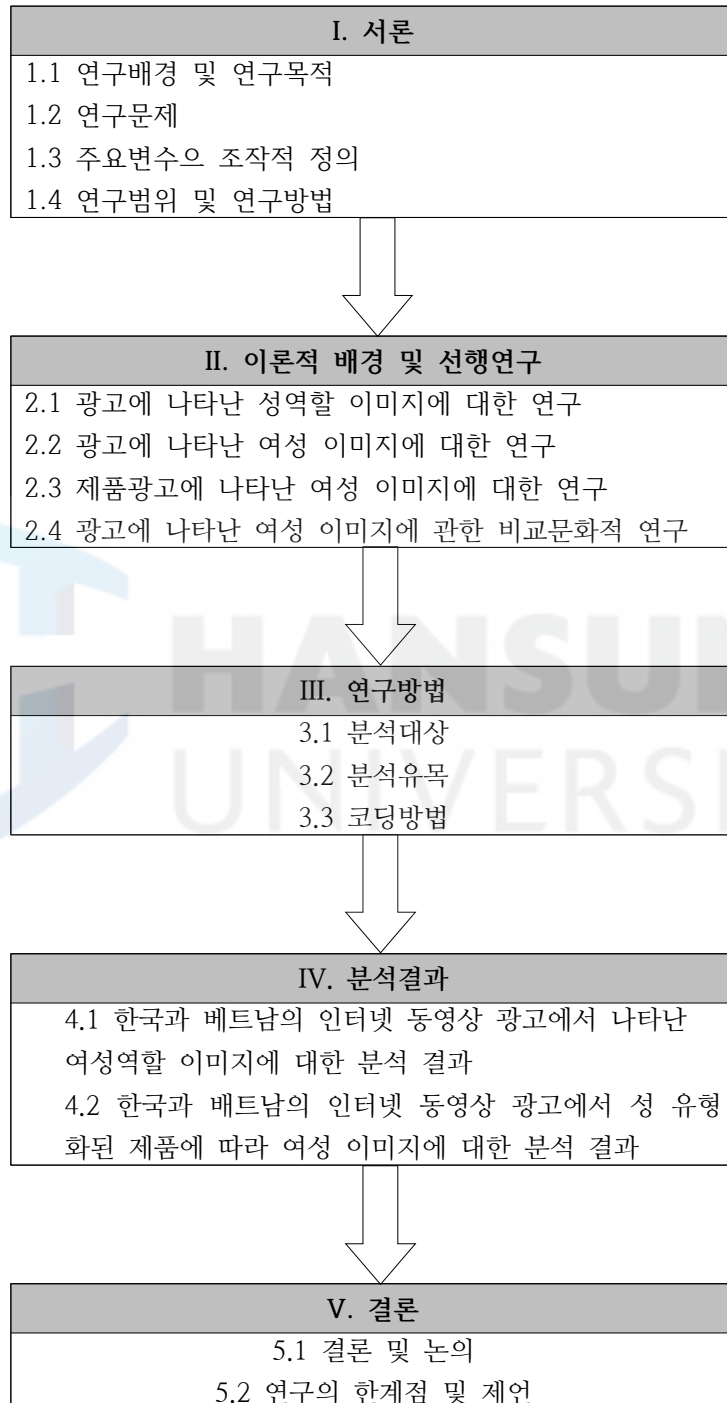 I. 서론
1.1 연구배경 및 연구목적
1.2 연구문제
1.3 주요변수으 조작적 정의
1.4 연구범위 및 연구방법
II. 이론적 배경 및 선행연구
2.1 광고에 나타난 성역할 이미지에 대한 연구
2.2 광고에 나타난 여성 이미지에 대한 연구
2.3 제품광고에 나타난 여성 이미지에 대한 연구
2.4 광고에 나타난 여성 이미지에 관한 비교문화적 연구
HANSUN
UNIVERSI
III. 연구방법
3.1 분석대상
3.2 분석유목
3.3 코딩방법
IV. 분석결과
4.1 한국과 베트남의 인터넷 동영상 광고에서 나타난
여성역할 이미지에 대한 분석 결과
4.2 한국과 배트남의 인터넷 동영상 광고에서 성 유형
화된 제품에 따라 여성 이미지에 대한 분석 결과
V. 결론
5.1 결론 및 논의
5.2 연구의 한계점 및 제언